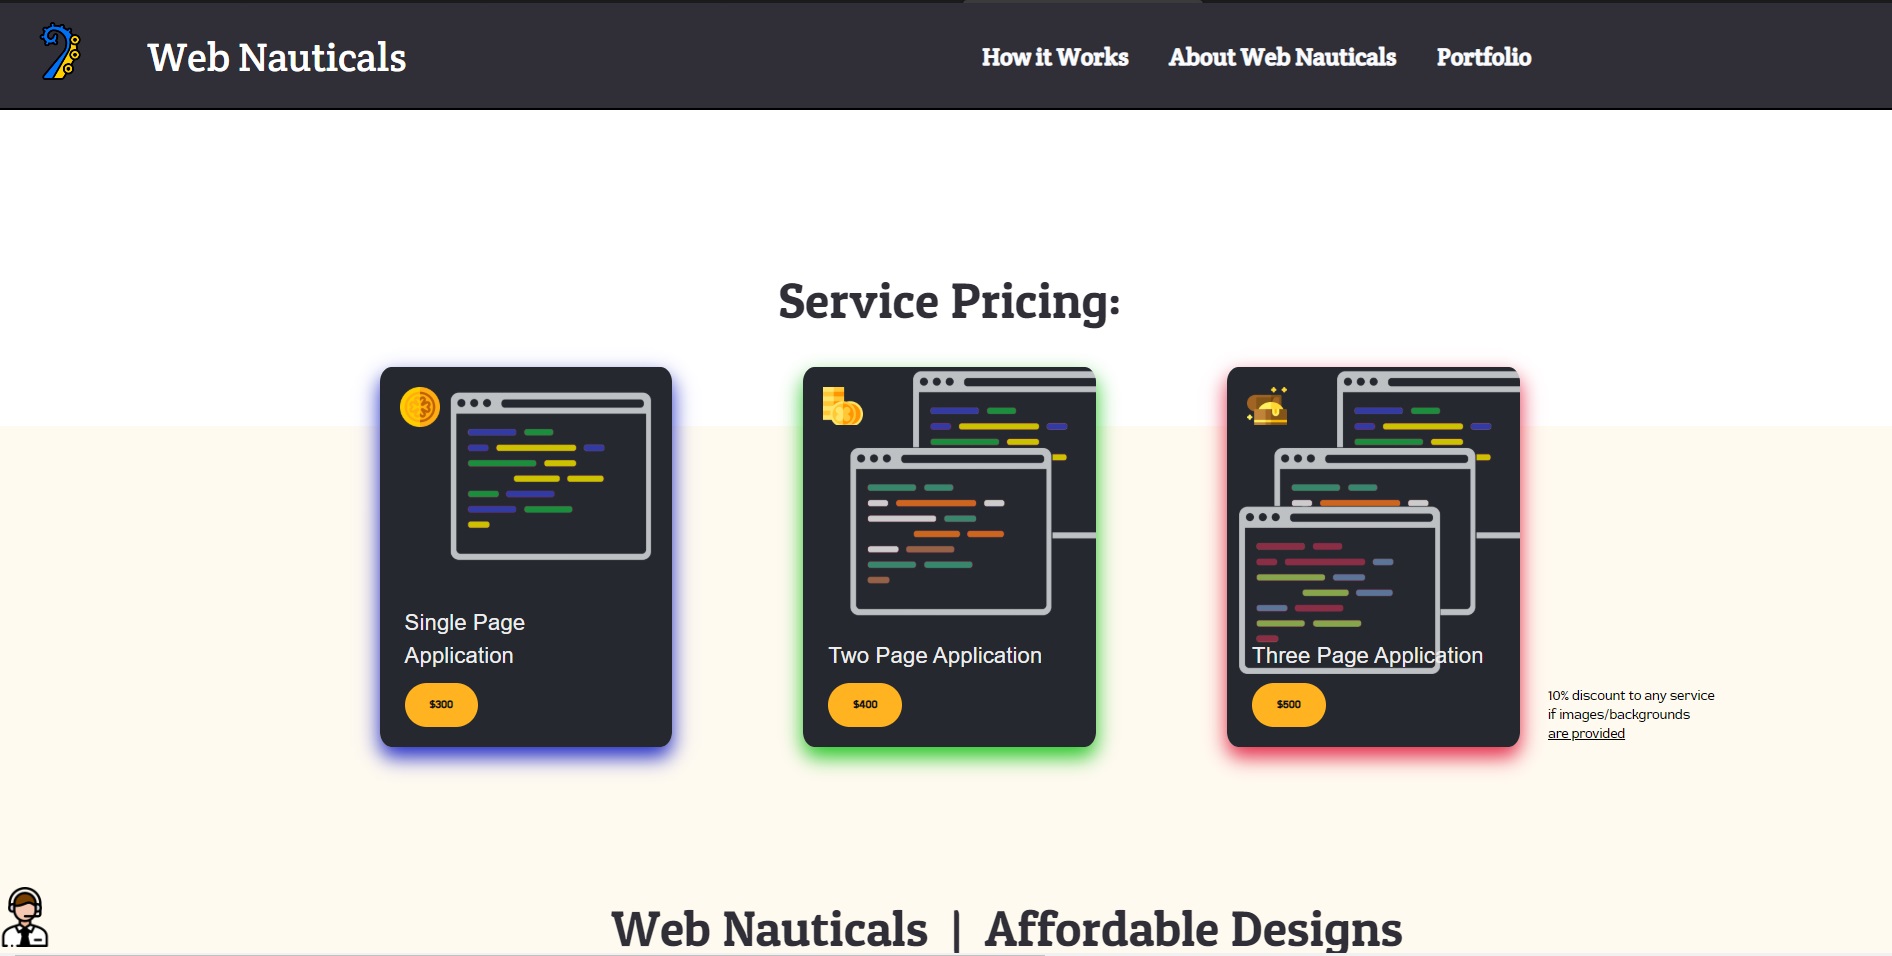 Web Nauticals
How it Works
About Web Nauticals
Portfolio
Service Pricing:
Single Page
Application
$300
Two Page Application
$400
Three Page Application
$500
10% discount to any service
if images/backgrounds
are provided
Web Nauticals | Affordable Designs